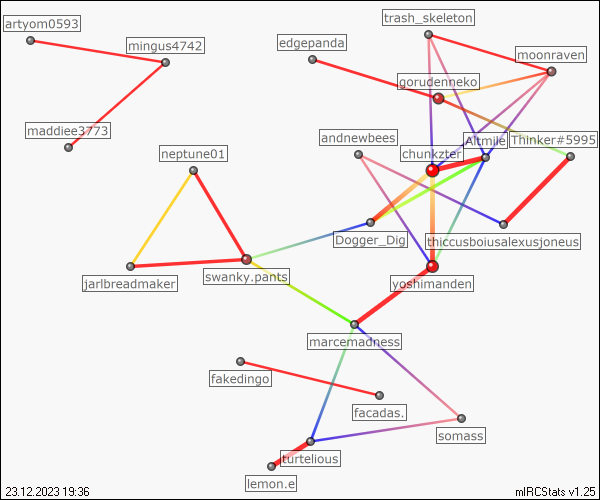 artyom0593
trash_skeleton
mingus4742
edgepanda
moonraven
gorudenneko
maddiee3773
andnewbees
Altmile
Thinker#5995
neptune01
chunkzter
Dogger_Dig
thiccusboiusalexusjoneus
jarlbreadmaker
swanky.pants
yoshimanden
marcemadness
fakedingo
facadas.
somass
turtelious
lemon.e
23.12.2023 19:36
mIRCStats v1.25